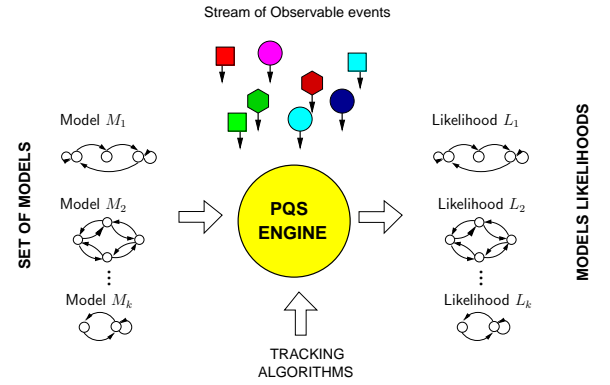 Stream of Observable events
Model M₁
Likelihood L₁
SET OF MODELS
MODELS LIKELIHOODS
Model M₂
PQS
ENGINE
Likelihood L₂
Model Mₖ
Likelihood Lₖ
TRACKING
ALGORITHMS